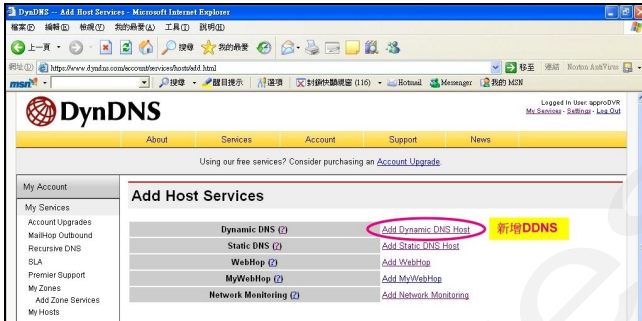 DynDNS -- Add Host Services - Microsoft Internet Explorer
檔案(F) 編輯(E) 檢視(V) 我的最愛(A) 工具(T) 說明(H)
上一頁 搜尋 我的最愛
網址(D) https://www.dyndns.com/account/services/hosts/add.html 移至 連結 Norton AntiVirus
msn 搜尋 醒目提示 選項 封鎖快顯視窗 (116) Hotmail Messenger 我的 MSN
DynDNS
Logged In User: approDVR
My Services - Settings - Log Out
About Services Account Support News
Using our free services? Consider purchasing an Account Upgrade.
My Account
Add Host Services
My Services
Account Upgrades
MailHop Outbound
Recursive DNS
SLA
Premier Support
My Zones
Add Zone Services
My Hosts
Dynamic DNS (?) Add Dynamic DNS Host 新增DDNS
Static DNS (?) Add Static DNS Host
WebHop (?) Add WebHop
MyWebHop (?) Add MyWebHop
Network Monitoring (?) Add Network Monitoring